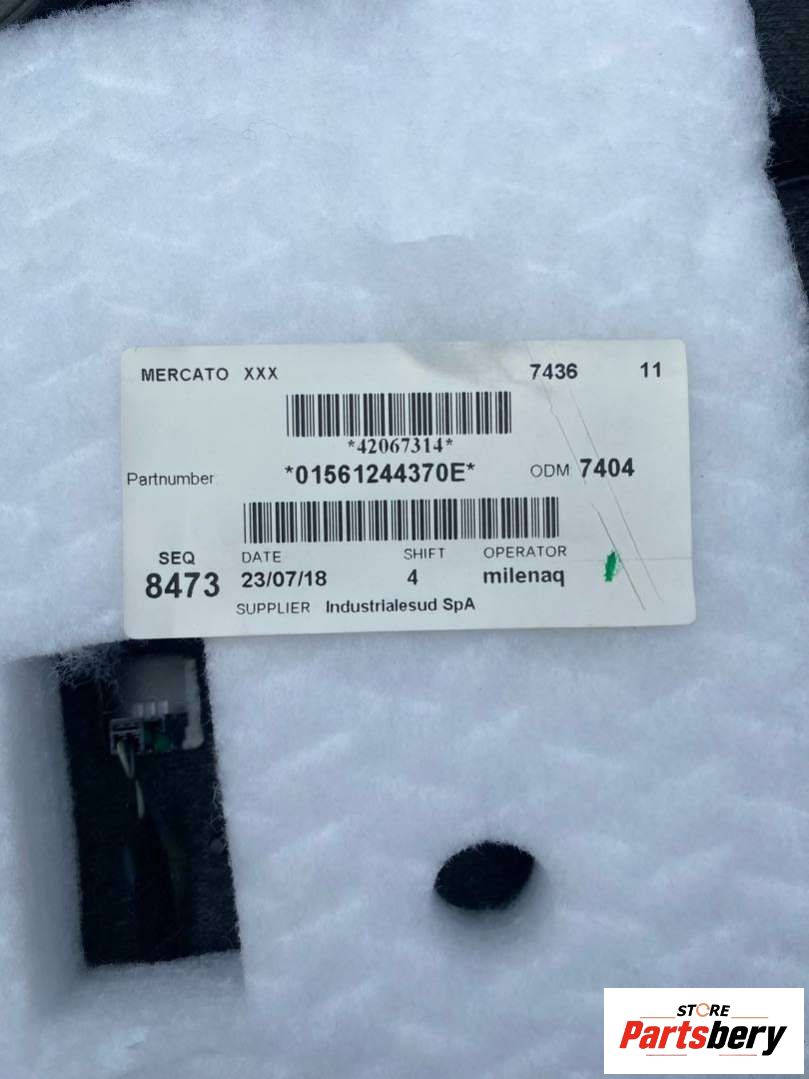 MERCATO XXX 7436 11
*42067314*
Partnumber *01561244370E* ODM 7404
SEQ DATE SHIFT OPERATOR
8473 23/07/18 4 milenaq
SUPPLIER Industrialesud SpA
STORE
Partsbery